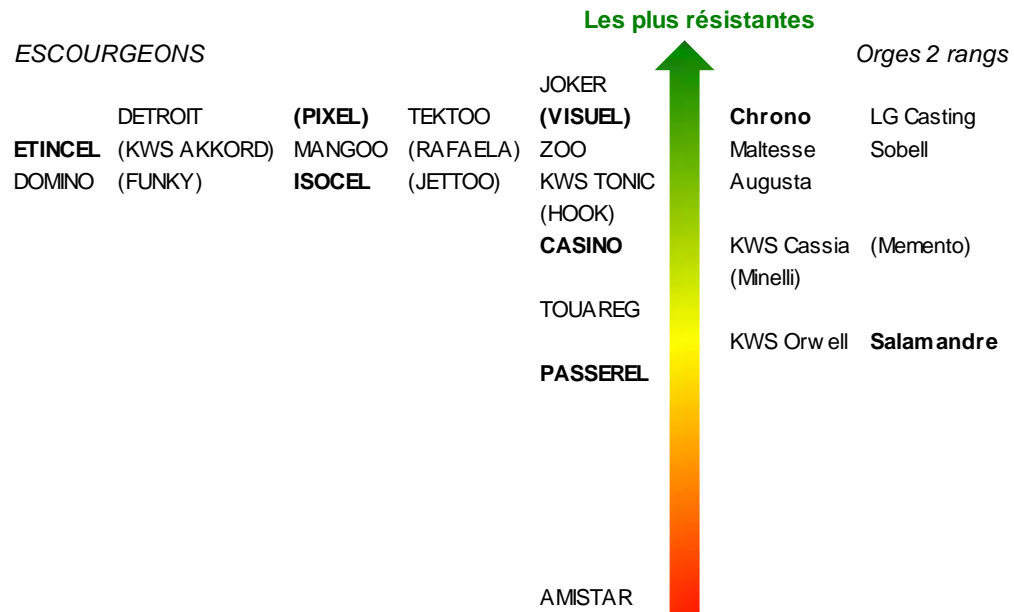 Les plus résistantes
ESCOURGEONS Orges 2 rangs
JOKER
DETROIT (PIXEL) TEKTOO (VISUEL) Chrono LG Casting
ETINCEL (KWS AKKORD) MANGOO (RAFAELA) ZOO Maltesse Sobell
DOMINO (FUNKY) ISOCEL (JETTOO) KWS TONIC Augusta
(HOOK)
CASINO KWS Cassia (Memento)
(Minelli)
TOUAREG
KWS Orwell Salamandre
PASSEREL
AMISTAR